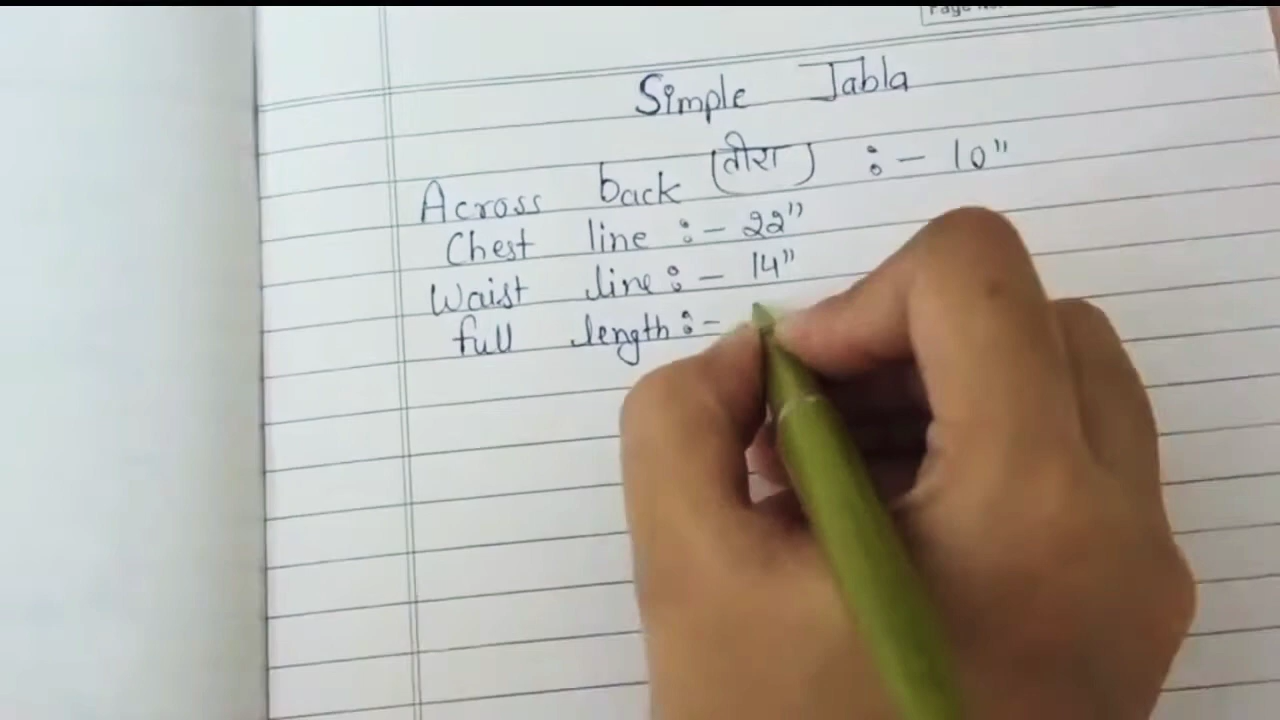 Simple Jabla
Across back (तीरा) :- 10"
Chest line :- 22"
Waist line :- 14"
full length :-